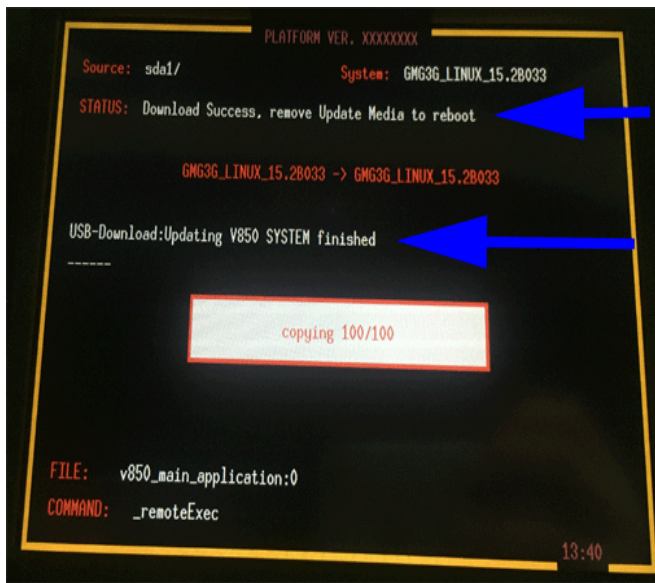 PLATFORM VER. XXXXXXXX
Source: sda1/ System: GMG3G_LINUX_15.2B033
STATUS: Download Success, remove Update Media to reboot
GMG3G_LINUX_15.2B033 -> GMG3G_LINUX_15.2B033
USB-Download:Updating V850 SYSTEM finished
------
copying 100/100
FILE: v850_main_application:0
COMMAND: _remoteExec
13:40